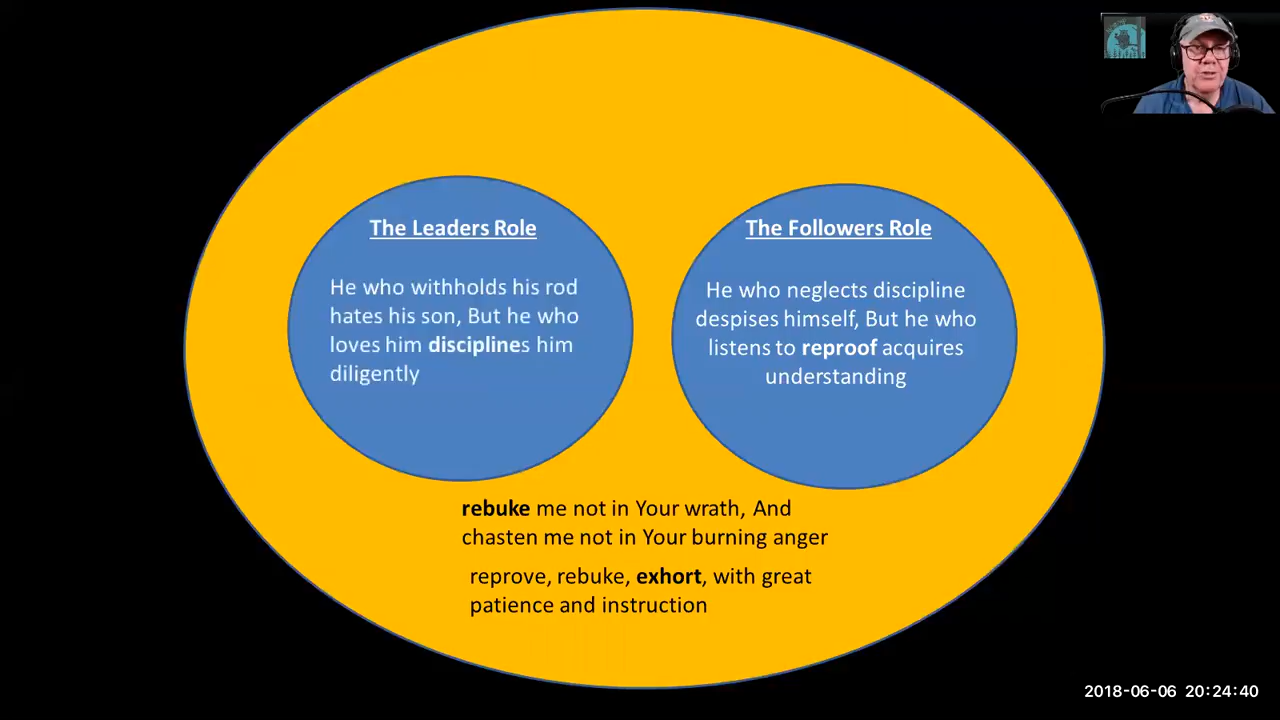 The Leaders Role
He who withholds his rod
hates his son, But he who
loves him disciplines him
diligently
The Followers Role
He who neglects discipline
despises himself, But he who
listens to reproof acquires
understanding
rebuke me not in Your wrath, And
chasten me not in Your burning anger
reprove, rebuke, exhort, with great
patience and instruction
2018-06-06 20:24:40